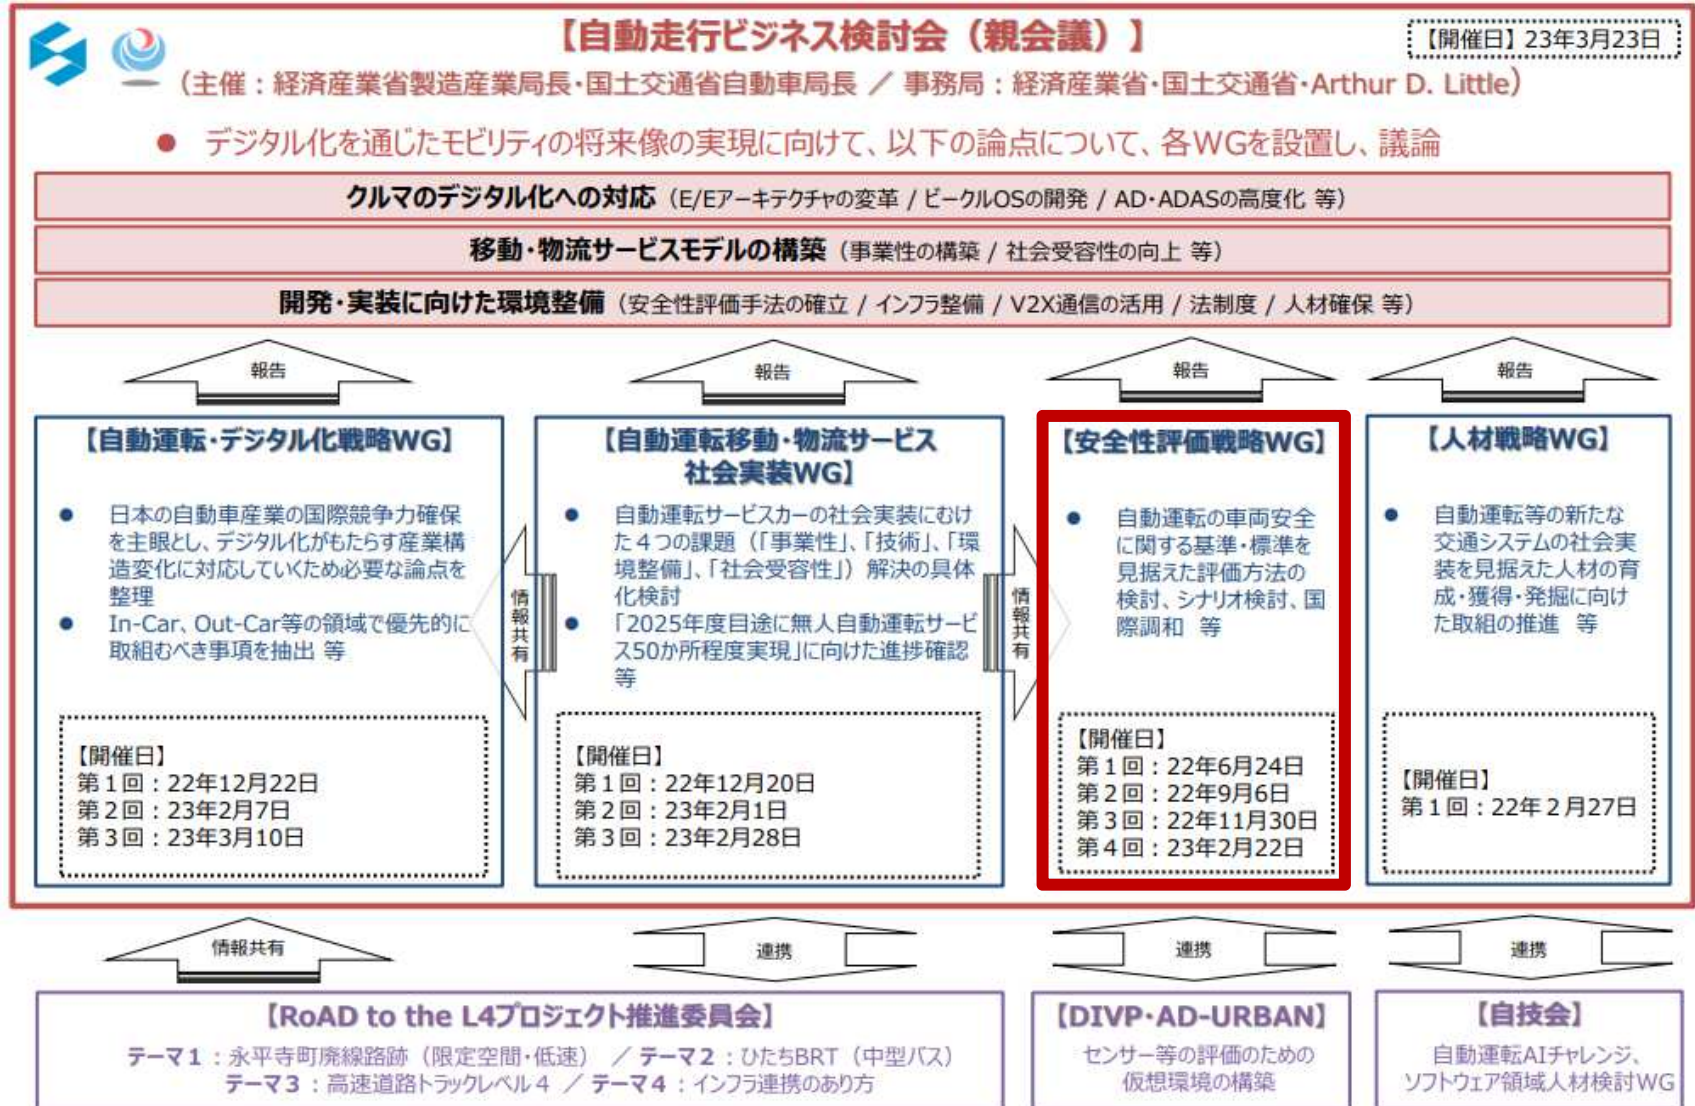 【自動走行ビジネス検討会（親会議）】
【開催日】23年3月23日
（主催：経済産業省製造産業局長・国土交通省自動車局長 ／ 事務局：経済産業省・国土交通省・Arthur D. Little）
● デジタル化を通じたモビリティの将来像の実現に向けて、以下の論点について、各WGを設置し、議論
クルマのデジタル化への対応（E/Eアーキテクチャの変革 / ビークルOSの開発 / AD・ADASの高度化 等）
移動・物流サービスモデルの構築（事業性の構築 / 社会受容性の向上 等）
開発・実装に向けた環境整備（安全性評価手法の確立 / インフラ整備 / V2X通信の活用 / 法制度 / 人材確保 等）
報告
報告
報告
報告
【自動運転・デジタル化戦略WG】
● 日本の自動車産業の国際競争力確保
を主眼とし、デジタル化がもたらす産業構
造変化に対応していくため必要な論点を
整理
● In-Car、Out-Car等の領域で優先的に
取組むべき事項を抽出 等
【開催日】
第１回：22年12月22日
第２回：23年2月7日
第３回：23年3月10日
情報共有
【自動運転移動・物流サービス
社会実装WG】
● 自動運転サービスカーの社会実装にむけ
た４つの課題（「事業性」、「技術」、「環
境整備」、「社会受容性」）解決の具体
化検討
● 「2025年度目途に無人自動運転サービ
ス50か所程度実現」に向けた進捗確認
等
【開催日】
第１回：22年12月20日
第２回：23年2月1日
第３回：23年2月28日
情報共有
【安全性評価戦略WG】
● 自動運転の車両安全
に関する基準・標準を
見据えた評価方法の
検討、シナリオ検討、国
際調和 等
【開催日】
第１回：22年6月24日
第２回：22年9月6日
第３回：22年11月30日
第４回：23年2月22日
【人材戦略WG】
● 自動運転等の新たな
交通システムの社会実
装を見据えた人材の育
成・獲得・発掘に向け
た取組の推進 等
【開催日】
第１回：22年２月27日
情報共有
連携
連携
連携
【RoAD to the L4プロジェクト推進委員会】
テーマ１：永平寺町廃線路跡（限定空間・低速） ／ テーマ２：ひたちBRT（中型バス）
テーマ３：高速道路トラックレベル４ ／ テーマ４：インフラ連携のあり方
【DIVP・AD-URBAN】
センサー等の評価のための
仮想環境の構築
【自技会】
自動運転AIチャレンジ、
ソフトウェア領域人材検討WG